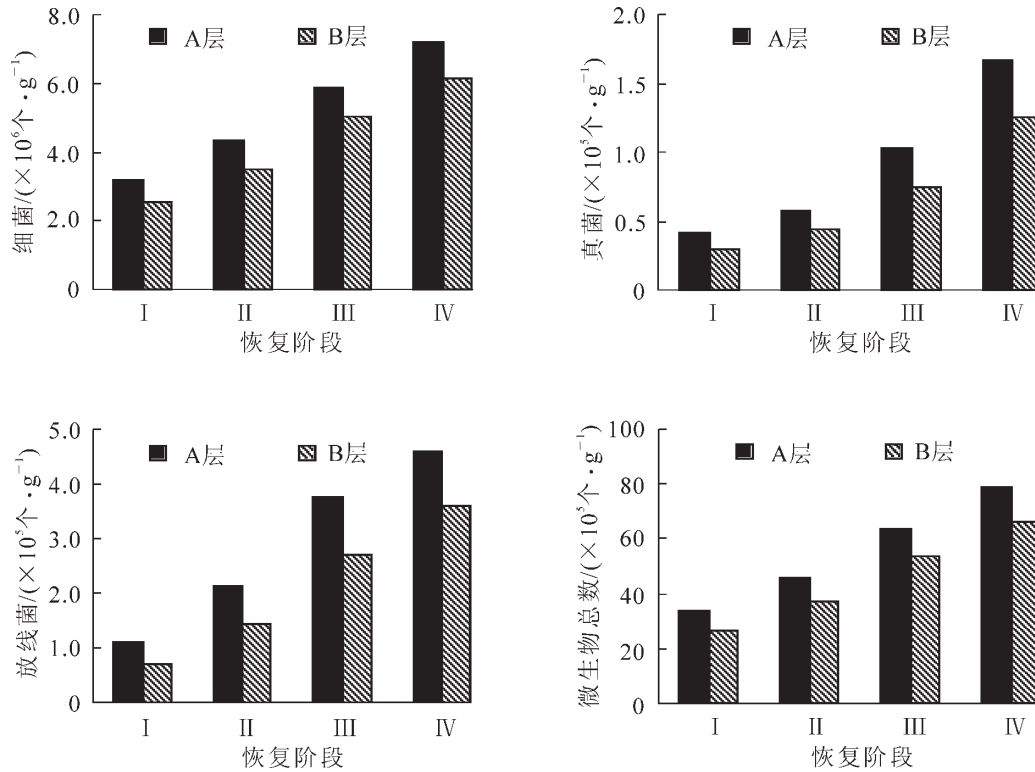 细菌/(×10⁶个·g⁻¹)
8.0
6.0
4.0
2.0
0
A层
B层
I
II
III
IV
恢复阶段
真菌/(×10⁵个·g⁻¹)
2.0
1.5
1.0
0.5
0
A层
B层
I
II
III
IV
恢复阶段
放线菌/(×10⁵个·g⁻¹)
5.0
4.0
3.0
2.0
1.0
0
A层
B层
I
II
III
IV
恢复阶段
微生物总数/(×10⁵个·g⁻¹)
100
80
60
40
20
0
A层
B层
I
II
III
IV
恢复阶段